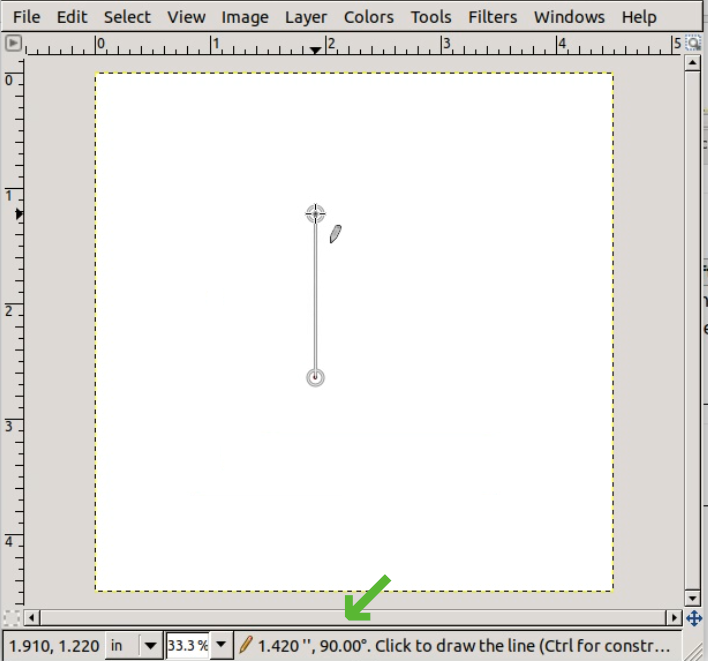 File Edit Select View Image Layer Colors Tools Filters Windows Help
0 1 2 3 4 5
0
1
2
3
4
1.910, 1.220 in 33.3 % 1.420 '', 90.00°. Click to draw the line (Ctrl for constr...